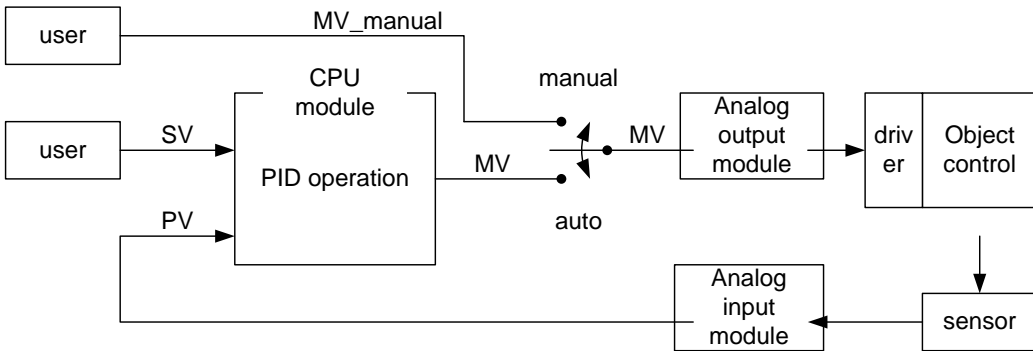 user
MV_manual
CPU
module
manual
Analog
output
module
driv
er
Object
control
user
SV
PID operation
MV
MV
auto
PV
Analog
input
module
sensor